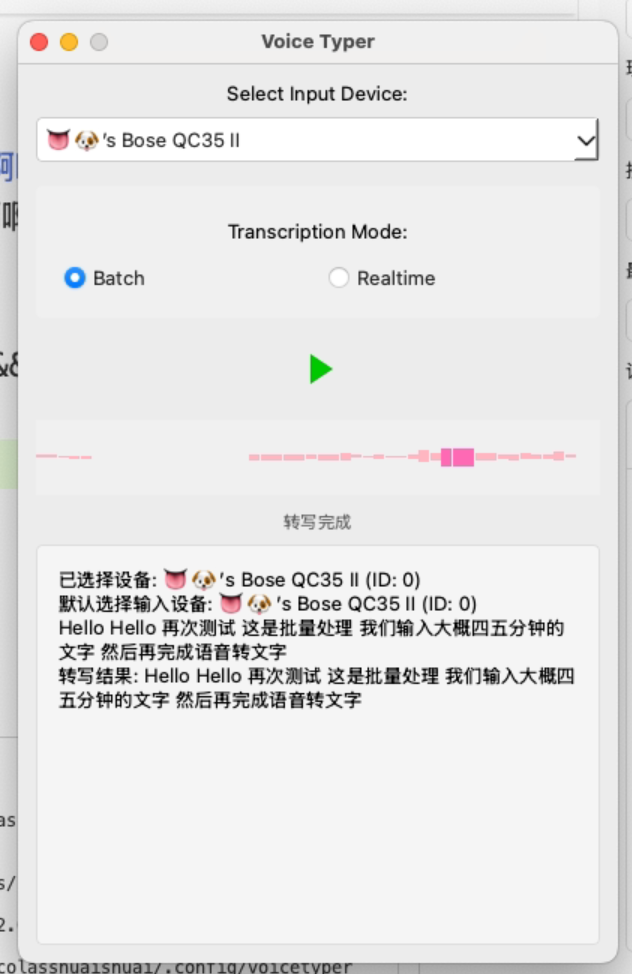 Voice Typer
Select Input Device:
👅 🐶 's Bose QC35 II
Transcription Mode:
Batch
Realtime
转写完成
已选择设备: 👅 🐶 's Bose QC35 II (ID: 0)
默认选择输入设备: 👅 🐶 's Bose QC35 II (ID: 0)
Hello Hello 再次测试 这是批量处理 我们输入大概四五分钟的
文字 然后再完成语音转文字
转写结果: Hello Hello 再次测试 这是批量处理 我们输入大概四
五分钟的文字 然后再完成语音转文字
colasshuaishuai/.config/voicetyper